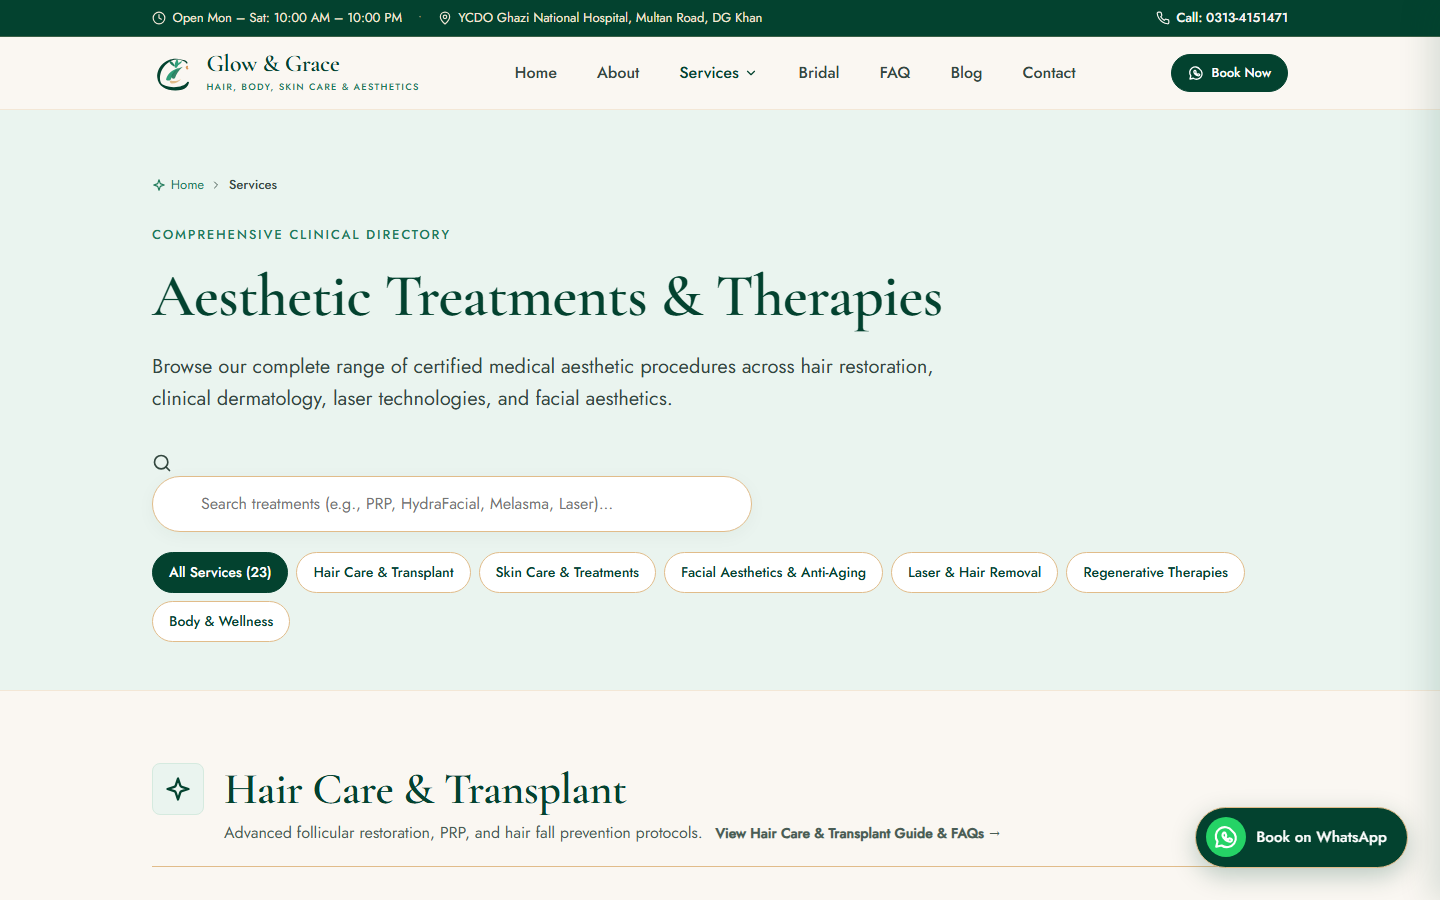 Open Mon – Sat: 10:00 AM – 10:00 PM · YCDO Ghazi National Hospital, Multan Road, DG Khan Call: 0313-4151471
Glow & Grace
HAIR, BODY, SKIN CARE & AESTHETICS
Home About Services Bridal FAQ Blog Contact Book Now
Home > Services
COMPREHENSIVE CLINICAL DIRECTORY
Aesthetic Treatments & Therapies
Browse our complete range of certified medical aesthetic procedures across hair restoration,
clinical dermatology, laser technologies, and facial aesthetics.
Search treatments (e.g., PRP, HydraFacial, Melasma, Laser)...
All Services (23) Hair Care & Transplant Skin Care & Treatments Facial Aesthetics & Anti-Aging Laser & Hair Removal Regenerative Therapies
Body & Wellness
Hair Care & Transplant
Advanced follicular restoration, PRP, and hair fall prevention protocols. View Hair Care & Transplant Guide & FAQs →
Book on WhatsApp